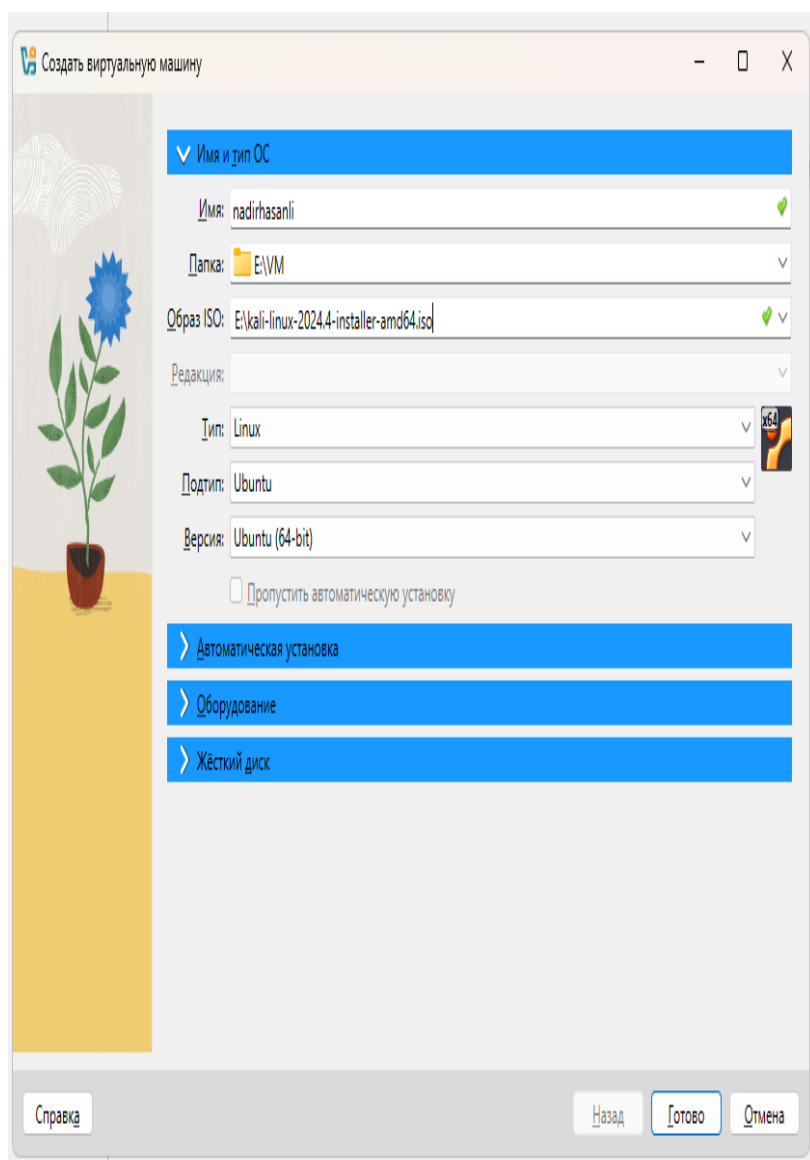 Создать виртуальную машину
Имя и тип ОС
Имя: nadirhasanli
Папка: E:\VM
Образ ISO: E:\kali-linux-2024.4-installer-amd64.iso
Редакция:
Тип: Linux
x64
Подтип: Ubuntu
Версия: Ubuntu (64-bit)
Пропустить автоматическую установку
Автоматическая установка
Оборудование
Жёсткий диск
Справка Назад Готово Отмена